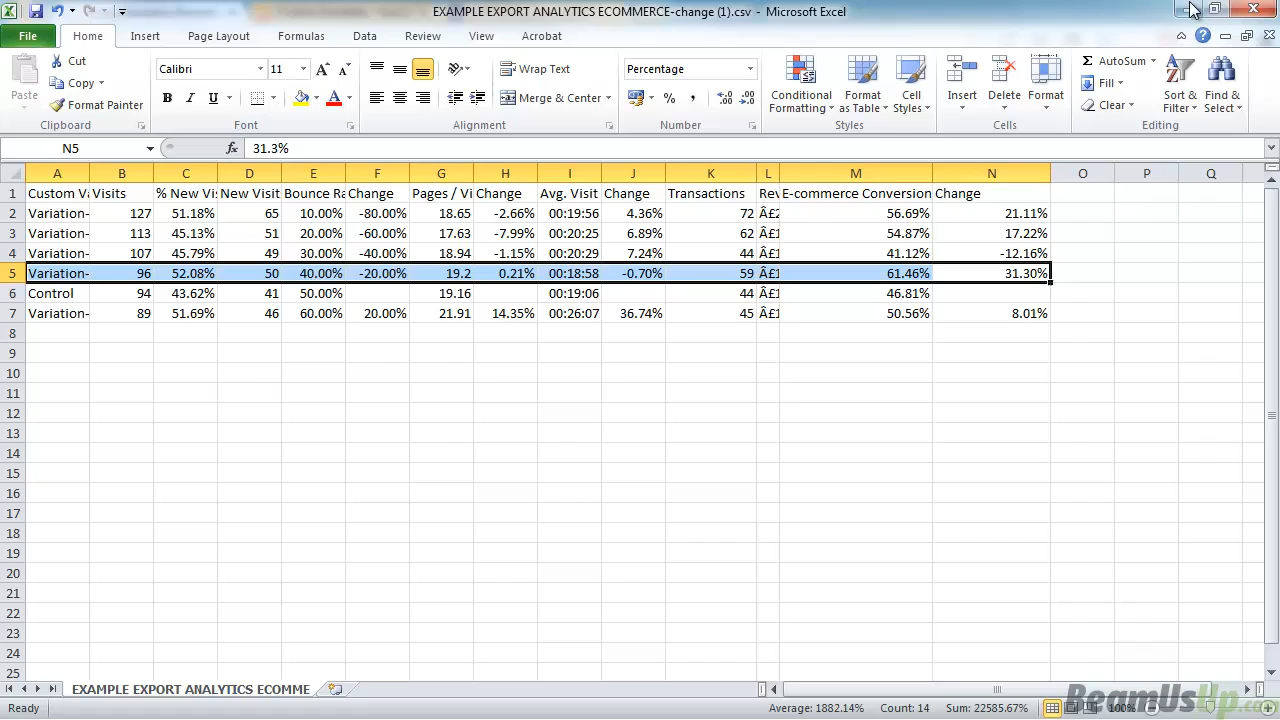 EXAMPLE EXPORT ANALYTICS ECOMMERCE-change (1).csv - Microsoft Excel
File Home Insert Page Layout Formulas Data Review View Acrobat
Paste Cut Copy Format Painter Clipboard
Calibri 11 B I U A A A Font
Wrap Text Merge & Center Alignment
Percentage % , Number
Conditional Formatting Format as Table Cell Styles Styles
Insert Delete Format Cells
AutoSum Fill Clear Sort & Filter Find & Select Editing
N5 fx 31.3%
A B C D E F G H I J K L M N O P Q
1 Custom Va Visits % New Vis New Visit Bounce Ra Change Pages / Vi Change Avg. Visit Change Transactions Rev E-commerce Conversion Change
2 Variation- 127 51.18% 65 10.00% -80.00% 18.65 -2.66% 00:19:56 4.36% 72 Â£2 56.69% 21.11%
3 Variation- 113 45.13% 51 20.00% -60.00% 17.63 -7.99% 00:20:25 6.89% 62 Â£1 54.87% 17.22%
4 Variation- 107 45.79% 49 30.00% -40.00% 18.94 -1.15% 00:20:29 7.24% 44 Â£1 41.12% -12.16%
5 Variation- 96 52.08% 50 40.00% -20.00% 19.2 0.21% 00:18:58 -0.70% 59 Â£1 61.46% 31.30%
6 Control 94 43.62% 41 50.00% 19.16 00:19:06 44 Â£1 46.81%
7 Variation- 89 51.69% 46 60.00% 20.00% 21.91 14.35% 00:26:07 36.74% 45 Â£1 50.56% 8.01%
8
9
10
11
12
13
14
15
16
17
18
19
20
21
22
23
24
25
EXAMPLE EXPORT ANALYTICS ECOMME
BeamUsUp.com
Ready Average: 1882.14% Count: 14 Sum: 22585.67% 100%